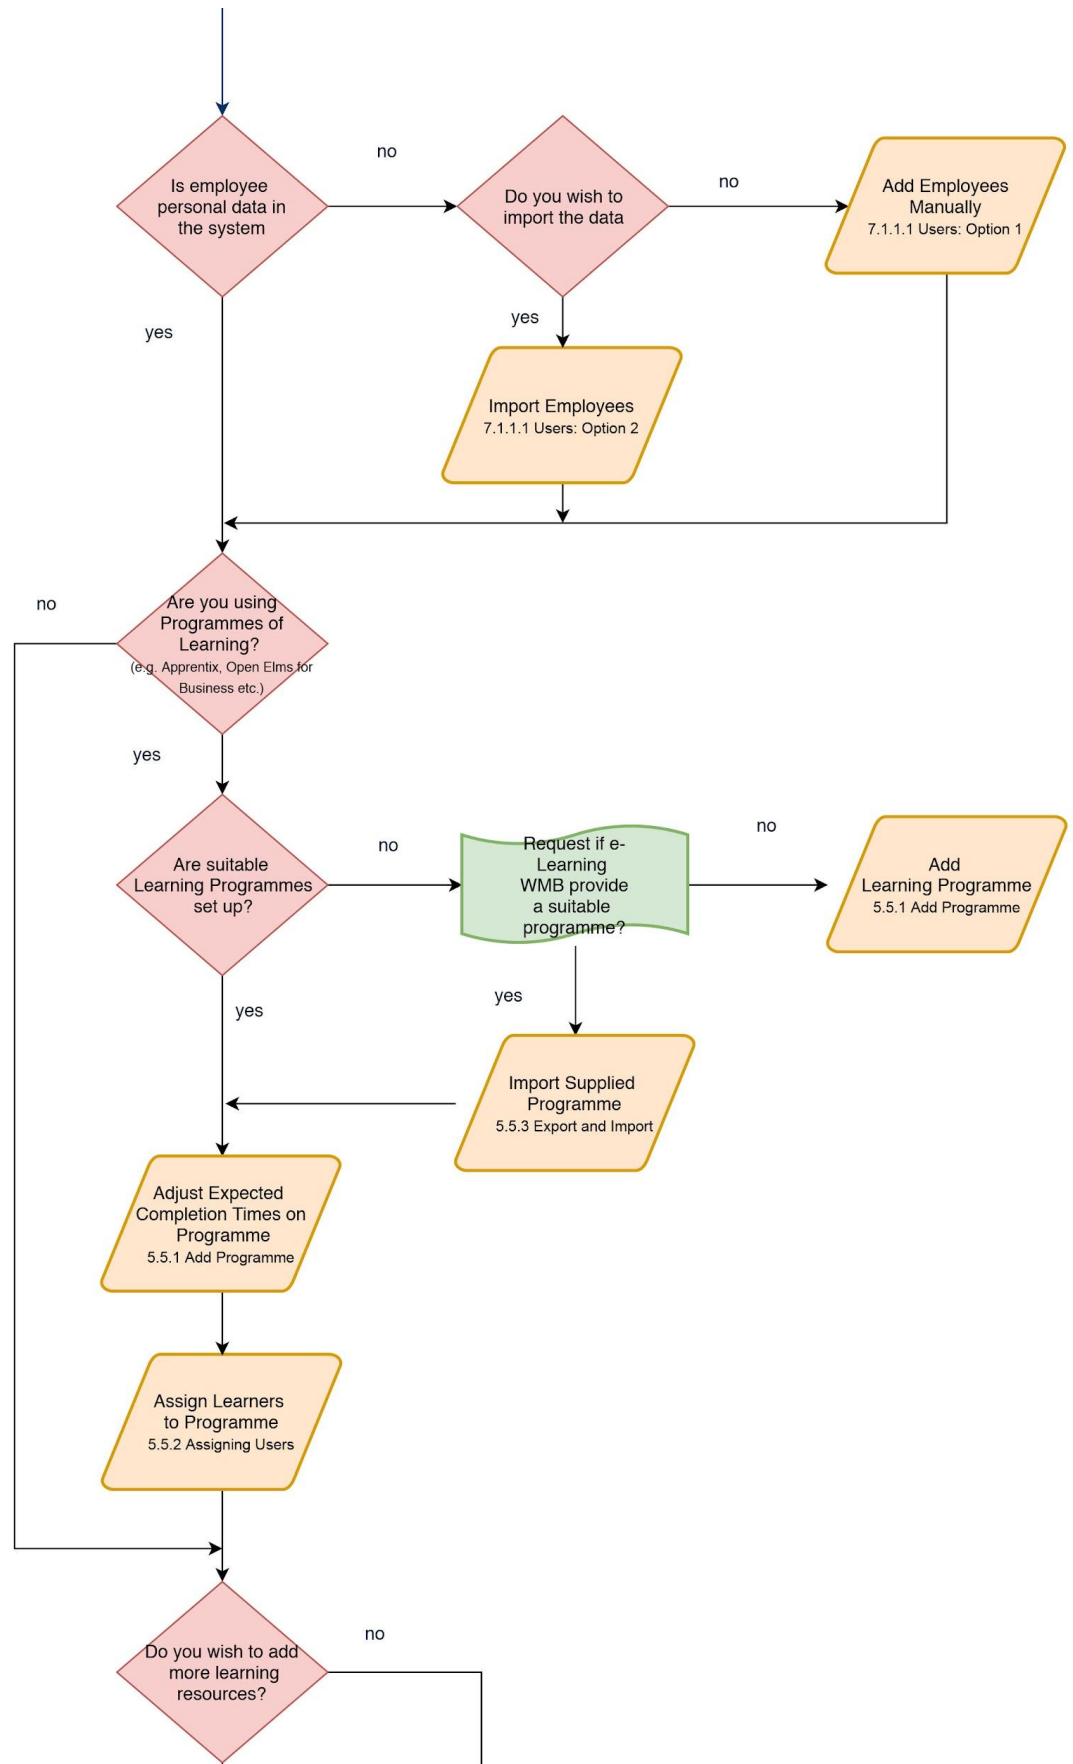 no
no
Is employee
personal data in
the system
Do you wish to
import the data
Add Employees
Manually
7.1.1.1 Users: Option 1
yes
yes
Import Employees
7.1.1.1 Users: Option 2
no
Are you using
Programmes of
Learning?
(e.g. Apprentix, Open Elms for
Business etc.)
yes
no
no
Are suitable
Learning Programmes
set up?
Request if e-
Learning
WMB provide
a suitable
programme?
Add
Learning Programme
5.5.1 Add Programme
yes
yes
Import Supplied
Programme
5.5.3 Export and Import
Adjust Expected
Completion Times on
Programme
5.5.1 Add Programme
Assign Learners
to Programme
5.5.2 Assigning Users
no
Do you wish to add
more learning
resources?